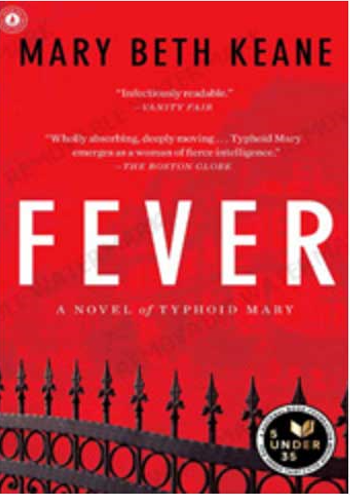 MARY BETH KEANE
"Infectiously readable."
—VANITY FAIR
"Wholly absorbing, deeply moving . . . Typhoid Mary
emerges as a woman of fierce intelligence."
—THE BOSTON GLOBE
FEVER
A NOVEL of TYPHOID MARY
5
UNDER
35